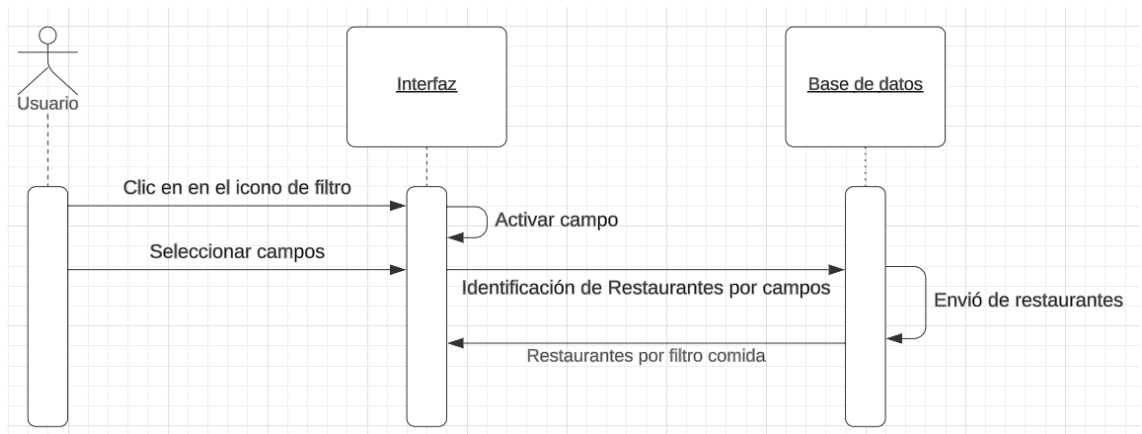 Usuario
Interfaz
Base de datos
Clic en en el icono de filtro
Activar campo
Seleccionar campos
Identificación de Restaurantes por campos
Envió de restaurantes
Restaurantes por filtro comida